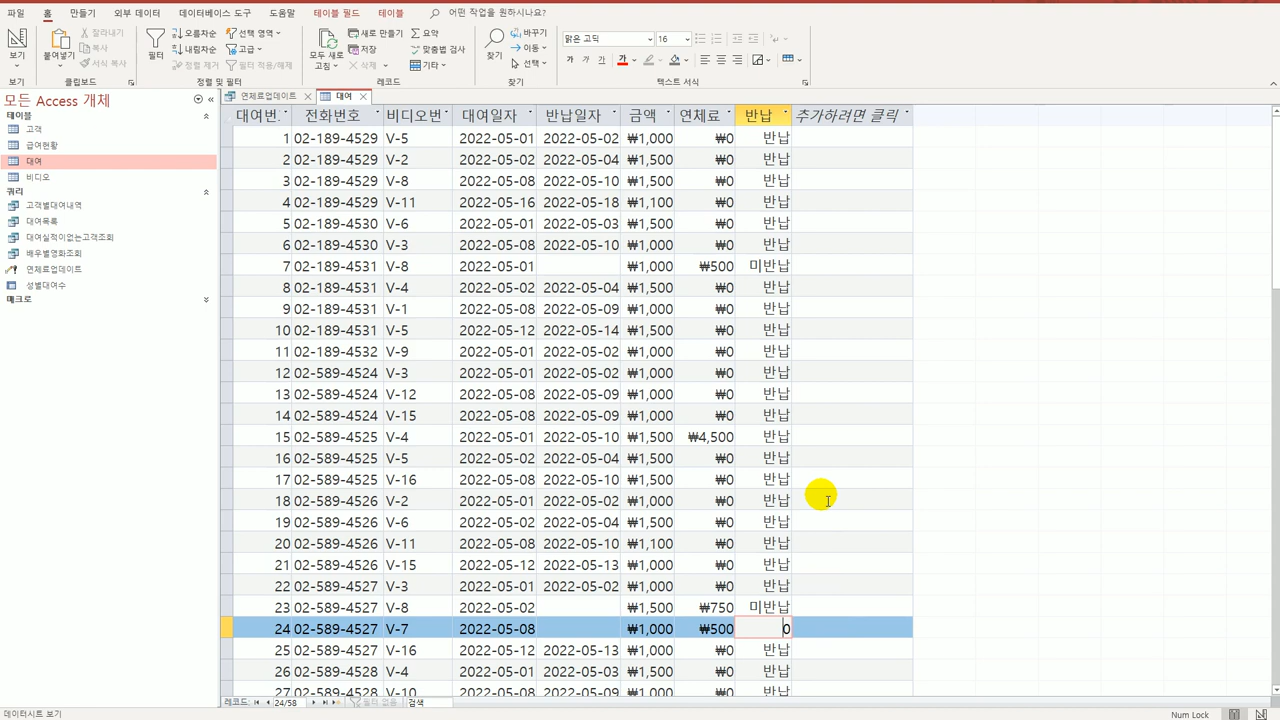 파일 홈 만들기 외부 데이터 데이터베이스 도구 도움말 테이블 필드 테이블 어떤 작업을 원하시나요?
보기 붙여넣기 잘라내기 복사 서식 복사 필터 오름차순 내림차순 정렬 제거 선택 영역 고급 필터 적용/해제 모두 새로 고침 새로 만들기 저장 삭제 요약 맞춤법 검사 기타 찾기 바꾸기 이동 선택 맑은 고딕 16 가 가 가 가
보기 클립보드 정렬 및 필터 레코드 찾기 텍스트 서식
모든 Access 개체 «
테이블
고객
급여현황
대여
비디오
쿼리
고객별대여내역
대여목록
대여실적이없는고객조회
배우별영화조회
연체료업데이트
성별대여수
매크로
연체료업데이트 × 대여 ×
대여번. 전화번호 비디오번. 대여일자 반납일자 금액 연체료 반납 추가하려면 클릭
1 02-189-4529 V-5 2022-05-01 2022-05-02 ₩1,000 ₩0 반납
2 02-189-4529 V-2 2022-05-02 2022-05-04 ₩1,500 ₩0 반납
3 02-189-4529 V-8 2022-05-08 2022-05-10 ₩1,500 ₩0 반납
4 02-189-4529 V-11 2022-05-16 2022-05-18 ₩1,100 ₩0 반납
5 02-189-4530 V-6 2022-05-01 2022-05-03 ₩1,500 ₩0 반납
6 02-189-4530 V-3 2022-05-08 2022-05-10 ₩1,000 ₩0 반납
7 02-189-4531 V-8 2022-05-01 ₩1,000 ₩500 미반납
8 02-189-4531 V-4 2022-05-02 2022-05-04 ₩1,500 ₩0 반납
9 02-189-4531 V-1 2022-05-08 2022-05-09 ₩1,000 ₩0 반납
10 02-189-4531 V-5 2022-05-12 2022-05-14 ₩1,500 ₩0 반납
11 02-189-4532 V-9 2022-05-01 2022-05-02 ₩1,000 ₩0 반납
12 02-589-4524 V-3 2022-05-01 2022-05-02 ₩1,000 ₩0 반납
13 02-589-4524 V-12 2022-05-08 2022-05-09 ₩1,000 ₩0 반납
14 02-589-4524 V-15 2022-05-08 2022-05-09 ₩1,000 ₩0 반납
15 02-589-4525 V-4 2022-05-01 2022-05-10 ₩1,500 ₩4,500 반납
16 02-589-4525 V-5 2022-05-02 2022-05-04 ₩1,500 ₩0 반납
17 02-589-4525 V-16 2022-05-08 2022-05-10 ₩1,500 ₩0 반납
18 02-589-4526 V-2 2022-05-01 2022-05-02 ₩1,000 ₩0 반납
19 02-589-4526 V-6 2022-05-02 2022-05-04 ₩1,500 ₩0 반납
20 02-589-4526 V-11 2022-05-08 2022-05-10 ₩1,100 ₩0 반납
21 02-589-4526 V-15 2022-05-12 2022-05-13 ₩1,000 ₩0 반납
22 02-589-4527 V-3 2022-05-01 2022-05-02 ₩1,000 ₩0 반납
23 02-589-4527 V-8 2022-05-02 ₩1,500 ₩750 미반납
24 02-589-4527 V-7 2022-05-08 ₩1,000 ₩500 0
25 02-589-4527 V-16 2022-05-12 2022-05-13 ₩1,000 ₩0 반납
26 02-589-4528 V-4 2022-05-01 2022-05-03 ₩1,500 ₩0 반납
27 02-589-4528 V-10 2022-05-08 2022-05-09 ₩1,000 ₩0 반납
레코드: 24/58 필터 없음 검색
데이터시트 보기 Num Lock